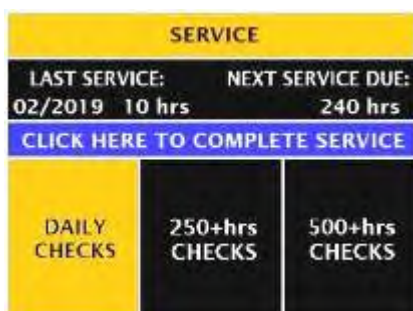 SERVICE
LAST SERVICE: NEXT SERVICE DUE:
02/2019 10 hrs 240 hrs
CLICK HERE TO COMPLETE SERVICE
DAILY CHECKS
250+hrs CHECKS
500+hrs CHECKS